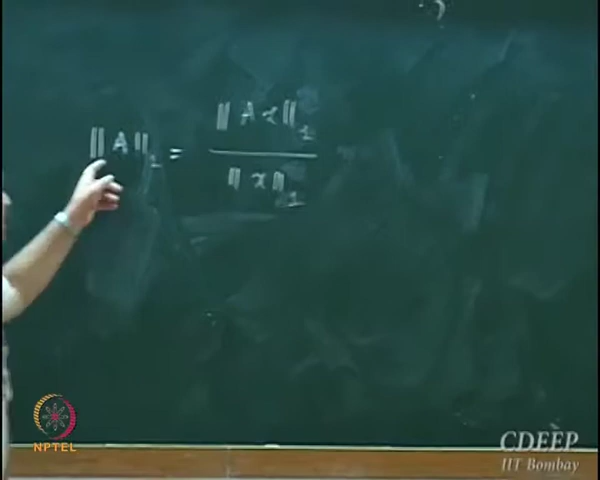 ||A||₂ = ||Ax||₂ / ||x||₂
NPTEL
CDEEP
IIT Bombay